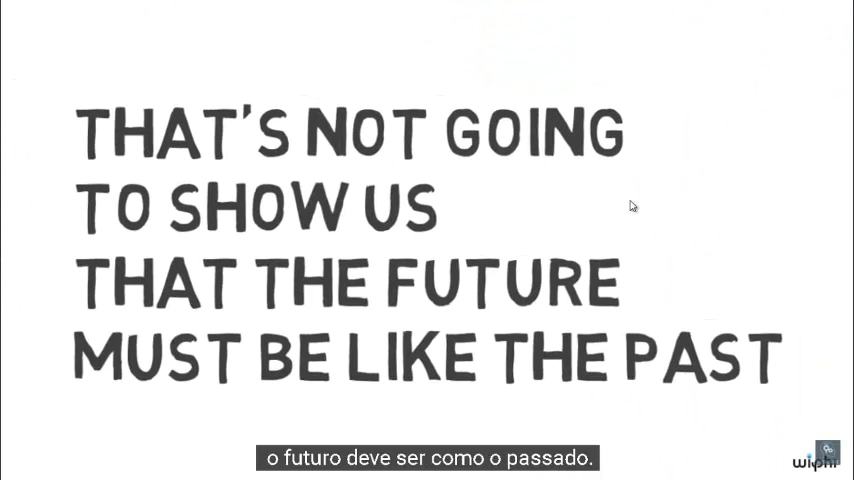 THAT'S NOT GOING
TO SHOW US
THAT THE FUTURE
MUST BE LIKE THE PAST
o futuro deve ser como o passado.
wiphi